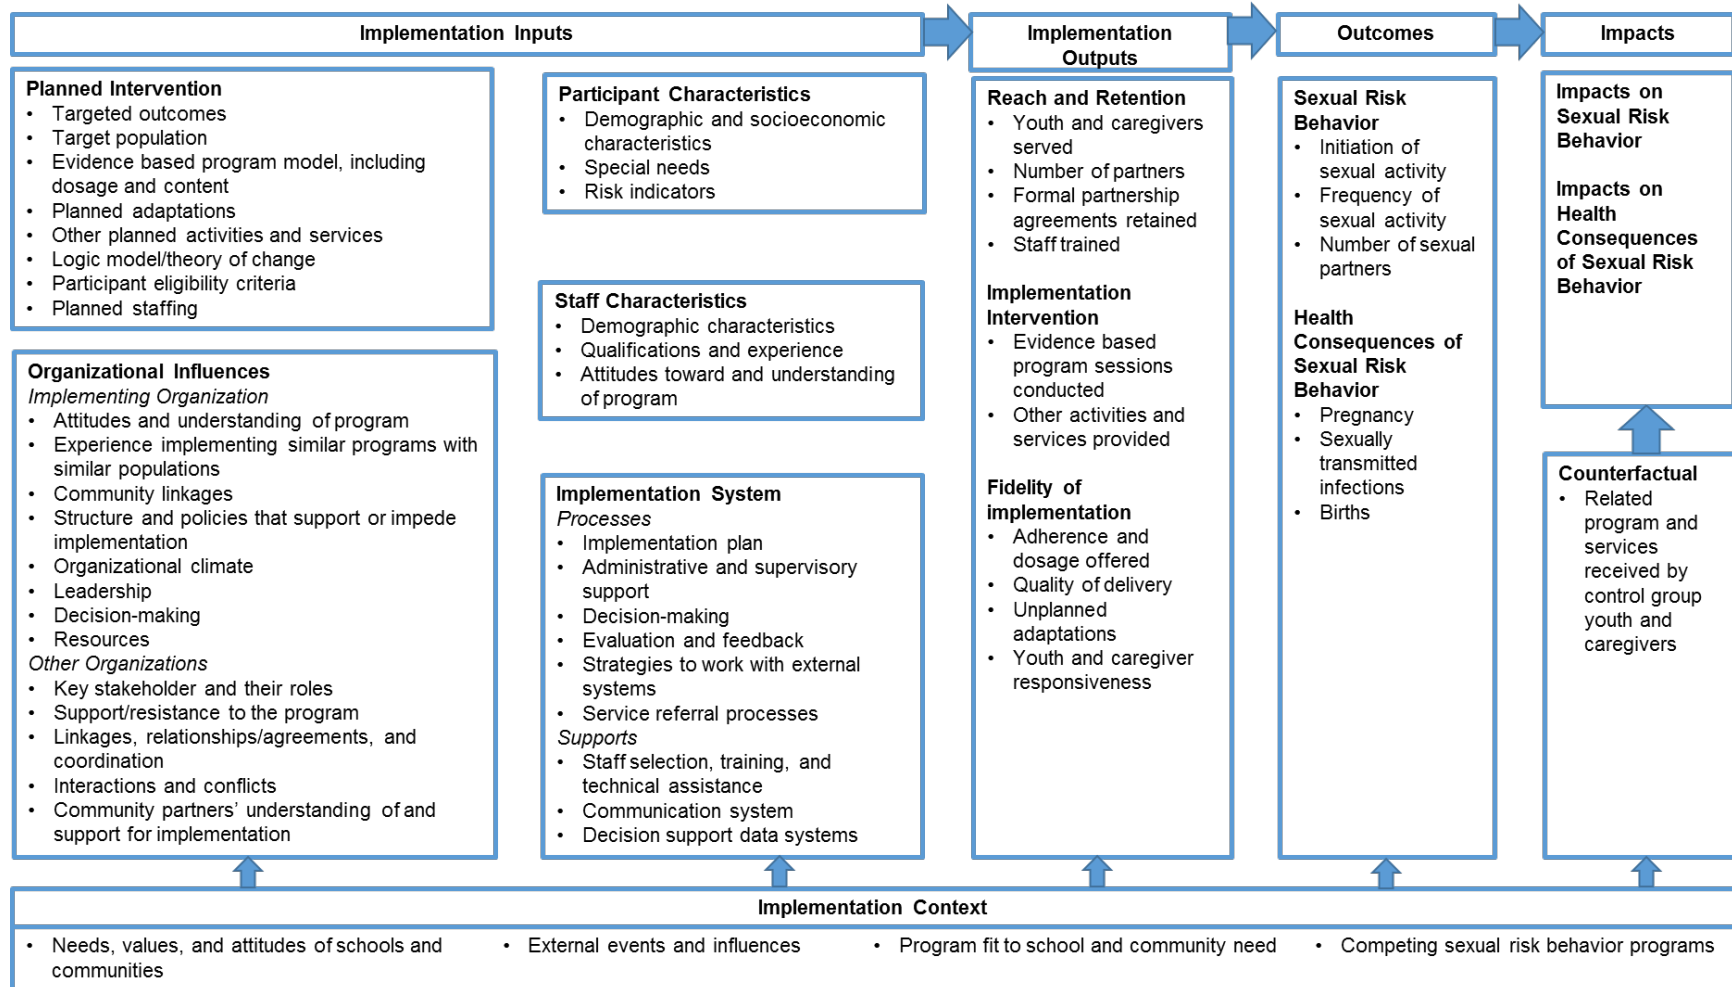 Implementation Inputs
Implementation
Outputs
Outcomes
Impacts
Planned Intervention
• Targeted outcomes
• Target population
• Evidence based program model, including
dosage and content
• Planned adaptations
• Other planned activities and services
• Logic model/theory of change
• Participant eligibility criteria
• Planned staffing
Organizational Influences
Implementing Organization
• Attitudes and understanding of program
• Experience implementing similar programs with
similar populations
• Community linkages
• Structure and policies that support or impede
implementation
• Organizational climate
• Leadership
• Decision-making
• Resources
Other Organizations
• Key stakeholder and their roles
• Support/resistance to the program
• Linkages, relationships/agreements, and
coordination
• Interactions and conflicts
• Community partners’ understanding of and
support for implementation
Participant Characteristics
• Demographic and socioeconomic
characteristics
• Special needs
• Risk indicators
Staff Characteristics
• Demographic characteristics
• Qualifications and experience
• Attitudes toward and understanding
of program
Implementation System
Processes
• Implementation plan
• Administrative and supervisory
support
• Decision-making
• Evaluation and feedback
• Strategies to work with external
systems
• Service referral processes
Supports
• Staff selection, training, and
technical assistance
• Communication system
• Decision support data systems
Reach and Retention
• Youth and caregivers
served
• Number of partners
• Formal partnership
agreements retained
• Staff trained
Implementation
Intervention
• Evidence based
program sessions
conducted
• Other activities and
services provided
Fidelity of
implementation
• Adherence and
dosage offered
• Quality of delivery
• Unplanned
adaptations
• Youth and caregiver
responsiveness
Sexual Risk
Behavior
• Initiation of
sexual activity
• Frequency of
sexual activity
• Number of sexual
partners
Health
Consequences of
Sexual Risk
Behavior
• Pregnancy
• Sexually
transmitted
infections
• Births
Impacts on
Sexual Risk
Behavior
Impacts on
Health
Consequences
of Sexual Risk
Behavior
Counterfactual
• Related
program and
services
received by
control group
youth and
caregivers
Implementation Context
• Needs, values, and attitudes of schools and
communities
• External events and influences
• Program fit to school and community need
• Competing sexual risk behavior programs